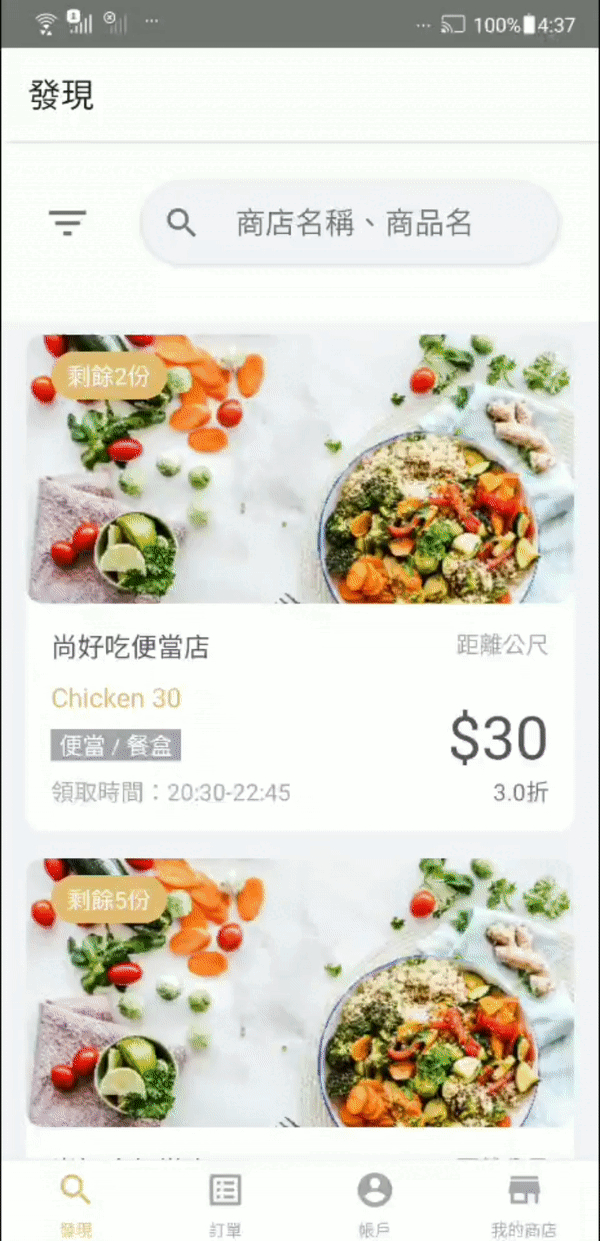 100% 4:37
發現
商店名稱、商品名
剩餘2份
尚好吃便當店
距離公尺
Chicken 30
$30
便當 / 餐盒
領取時間：20:30-22:45
3.0折
剩餘5份
發現
訂單
帳戶
我的商店